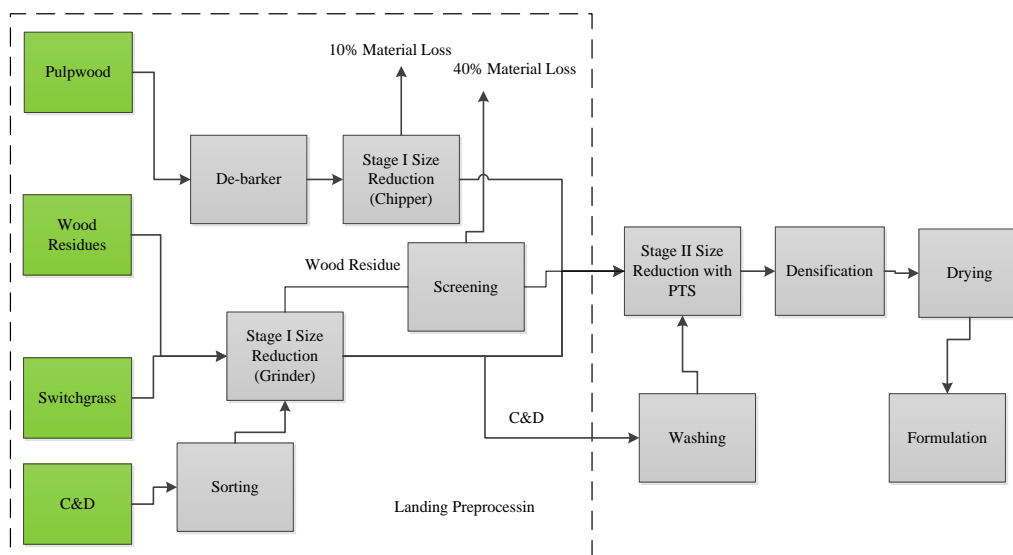 Pulpwood
10% Material Loss
40% Material Loss
De-barker
Stage I Size
Reduction
(Chipper)
Wood
Residues
Wood Residue
Screening
Stage II Size
Reduction with
PTS
Densification
Drying
Stage I Size
Reduction
(Grinder)
Switchgrass
C&D
Washing
Formulation
C&D
Sorting
Landing Preprocessin